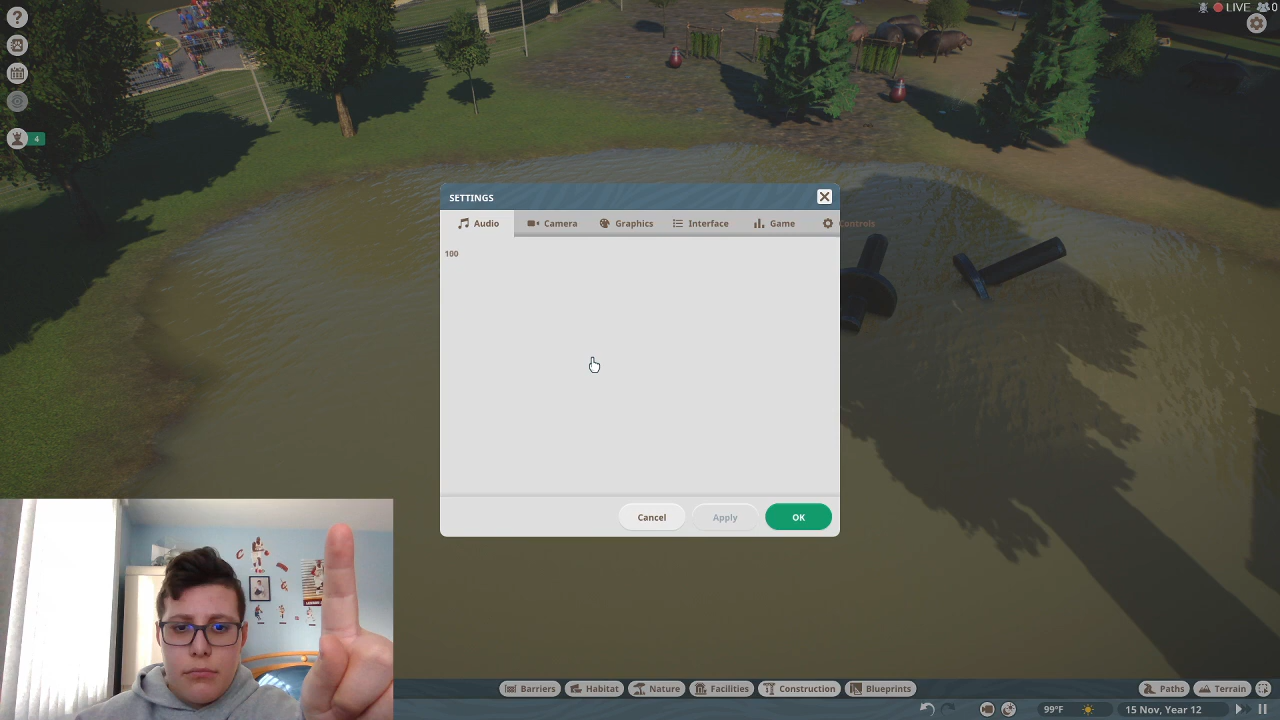 LIVE 0
4
SETTINGS
Audio Camera Graphics Interface Game Controls
100
Cancel Apply OK
Barriers Habitat Nature Facilities Construction Blueprints Paths Terrain
99°F 15 Nov, Year 12